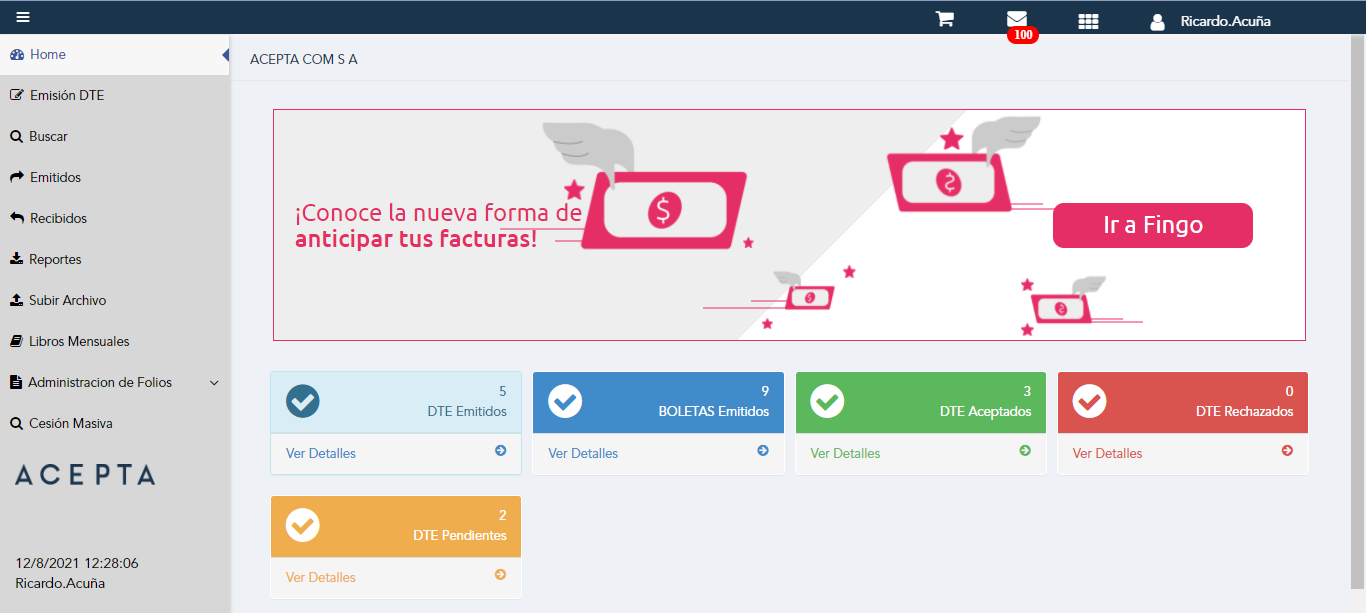 100
Ricardo.Acuña
Home
ACEPTA COM S A
Emisión DTE
Buscar
Emitidos
Recibidos
Reportes
Subir Archivo
Libros Mensuales
Administracion de Folios
Cesión Masiva
ACEPTA
12/8/2021 12:28:06
Ricardo.Acuña
¡Conoce la nueva forma de
anticipar tus facturas!
$
$
$
$
Ir a Fingo
5
DTE Emitidos
Ver Detalles
9
BOLETAS Emitidos
Ver Detalles
3
DTE Aceptados
Ver Detalles
0
DTE Rechazados
Ver Detalles
2
DTE Pendientes
Ver Detalles